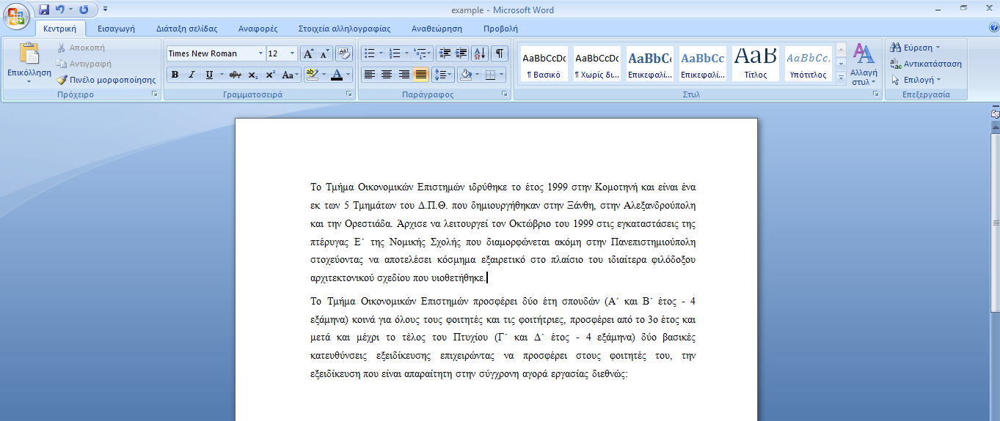 example - Microsoft Word
Κεντρική Εισαγωγή Διάταξη σελίδας Αναφορές Στοιχεία αλληλογραφίας Αναθεώρηση Προβολή
Επικόλληση
Αποκοπή
Αντιγραφή
Πινέλο μορφοποίησης
Πρόχειρο
Times New Roman 12
Γραμματοσειρά
Παράγραφος
AaBbCcDc AaBbCcDc AaBbC AaBbCc AaB AaBbCc.
¶ Βασικό ¶ Χωρίς δι... Επικεφαλί... Επικεφαλί... Τίτλος Υπότιτλος
Αλλαγή
στυλ
Στυλ
Εύρεση
Αντικατάσταση
Επιλογή
Επεξεργασία
Το Τμήμα Οικονομικών Επιστημών ιδρύθηκε το έτος 1999 στην Κομοτηνή και είναι ένα
εκ των 5 Τμημάτων του Δ.Π.Θ. που δημιουργήθηκαν στην Ξάνθη, στην Αλεξανδρούπολη
και την Ορεστιάδα. Άρχισε να λειτουργεί τον Οκτώβριο του 1999 στις εγκαταστάσεις της
πτέρυγας Ε΄ της Νομικής Σχολής που διαμορφώνεται ακόμη στην Πανεπιστημιούπολη
στοχεύοντας να αποτελέσει κόσμημα εξαιρετικό στο πλαίσιο του ιδιαίτερα φιλόδοξου
αρχιτεκτονικού σχεδίου που υιοθετήθηκε.
Το Τμήμα Οικονομικών Επιστημών προσφέρει δύο έτη σπουδών (Α΄ και Β΄ έτος - 4
εξάμηνα) κοινά για όλους τους φοιτητές και τις φοιτήτριες, προσφέρει από το 3ο έτος και
μετά και μέχρι το τέλος του Πτυχίου (Γ΄ και Δ΄ έτος - 4 εξάμηνα) δύο βασικές
κατευθύνσεις εξειδίκευσης επιχειρώντας να προσφέρει στους φοιτητές του, την
εξειδίκευση που είναι απαραίτητη στην σύγχρονη αγορά εργασίας διεθνώς: